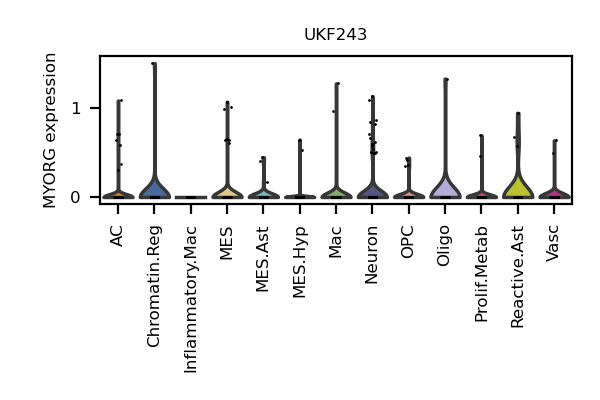 UKF243
MYORG expression
1
0
AC
Chromatin.Reg
Inflammatory.Mac
MES
MES.Ast
MES.Hyp
Mac
Neuron
OPC
Oligo
Prolif.Metab
Reactive.Ast
Vasc